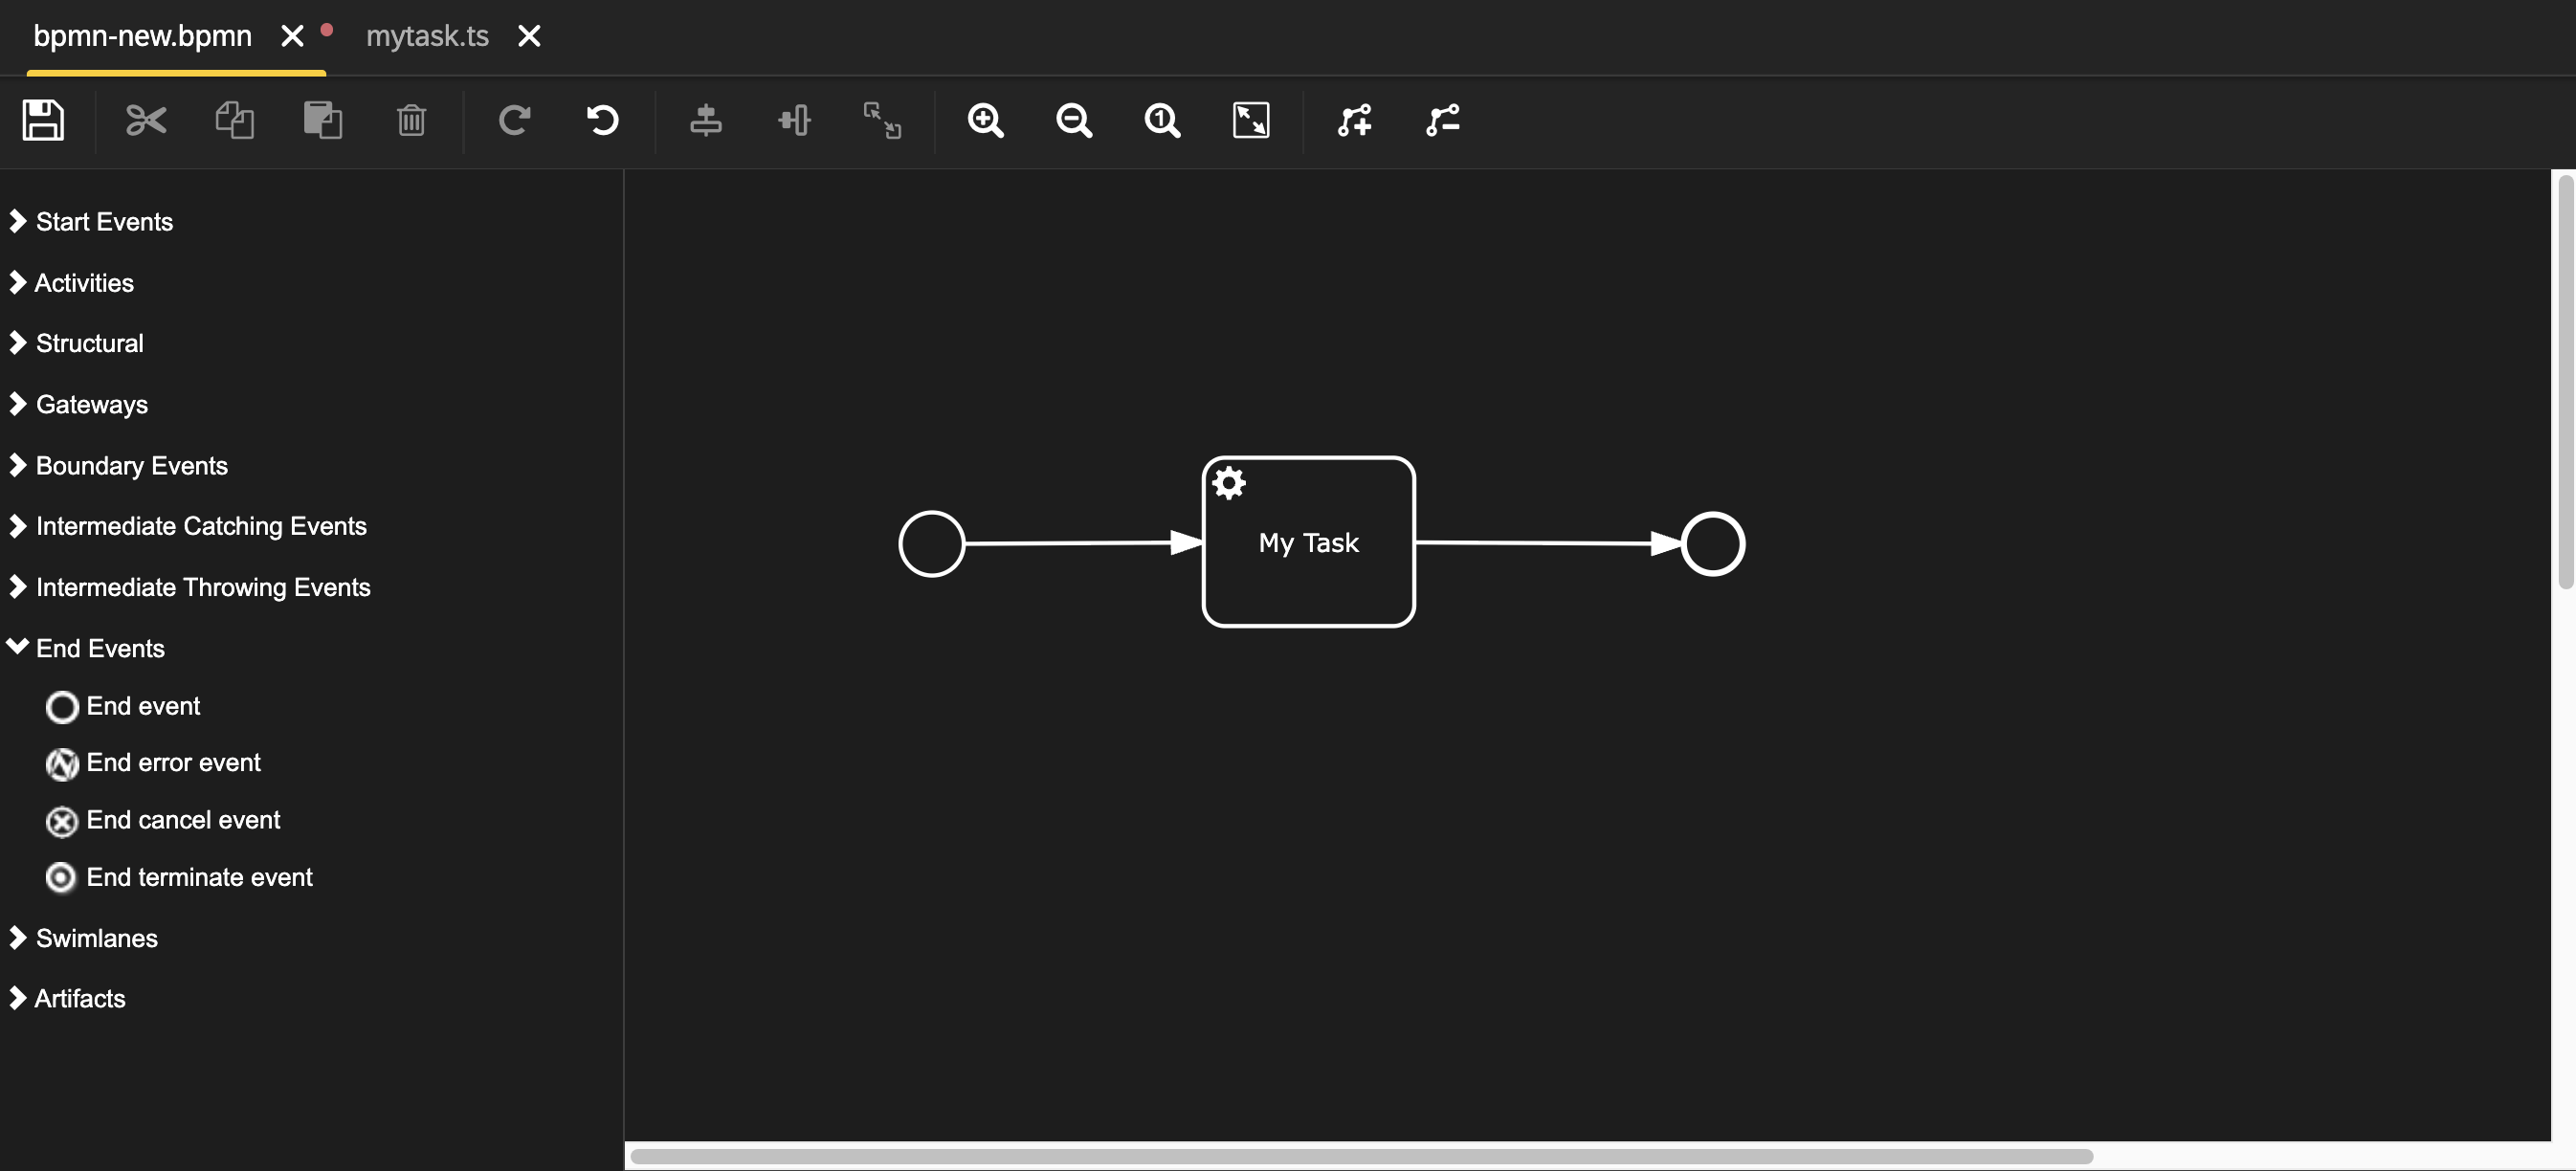 bpmn-new.bpmn mytask.ts
1
Start Events
Activities
Structural
Gateways
Boundary Events
Intermediate Catching Events
Intermediate Throwing Events
End Events
End event
End error event
End cancel event
End terminate event
Swimlanes
Artifacts
My Task